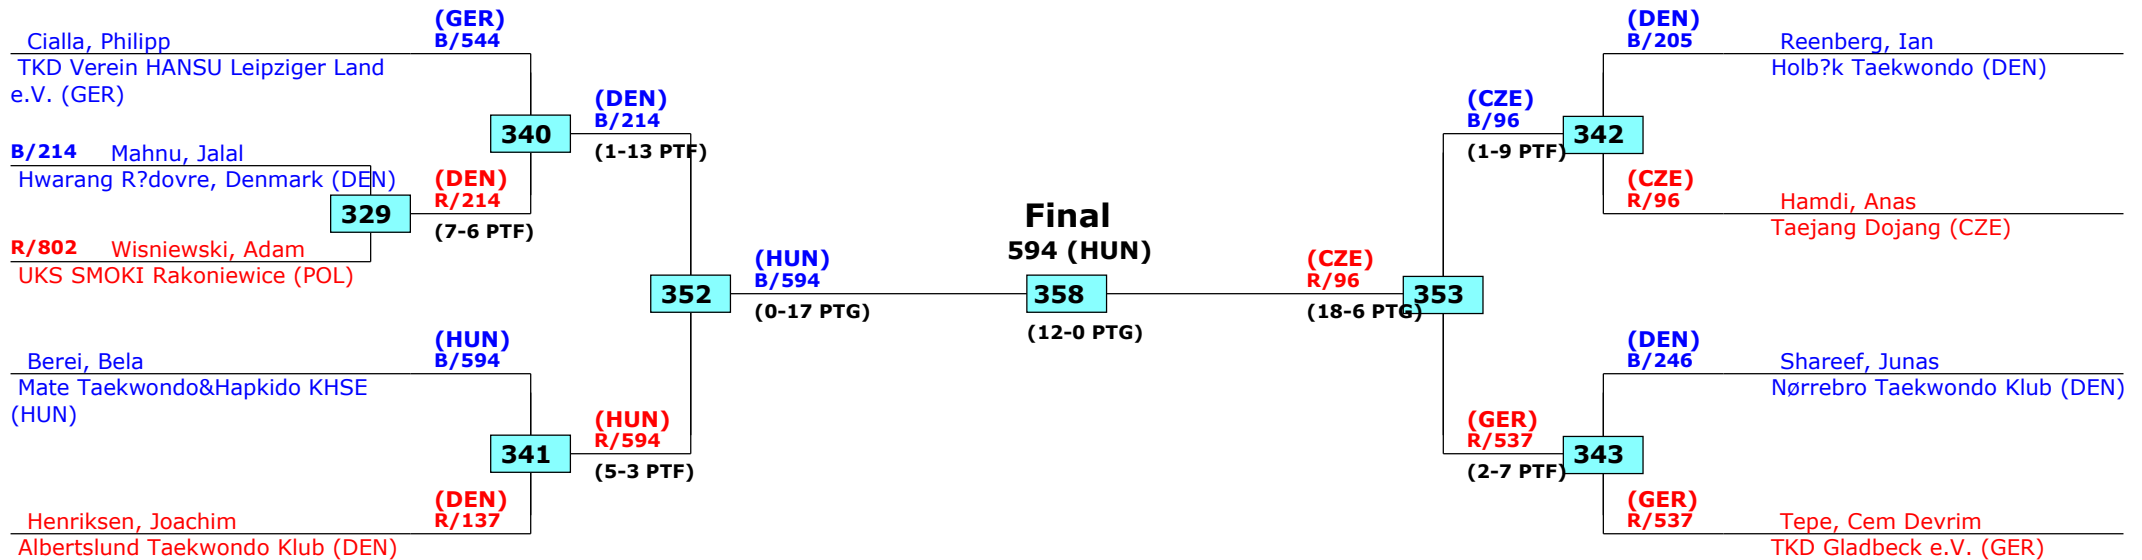 (GER)
B/544
Cialla, Philipp
TKD Verein HANSU Leipziger Land
e.V. (GER)
340
(DEN)
B/214
(1-13 PTF)
B/214 Mahnu, Jalal
Hwarang R?dovre, Denmark (DEN)
329
(DEN)
R/214
(7-6 PTF)
R/802 Wisniewski, Adam
UKS SMOKI Rakoniewice (POL)
352
(HUN)
B/594
(0-17 PTG)
(HUN)
B/594
Berei, Bela
Mate Taekwondo&Hapkido KHSE
(HUN)
341
(HUN)
R/594
(5-3 PTF)
(DEN)
R/137
Henriksen, Joachim
Albertslund Taekwondo Klub (DEN)
Final
594 (HUN)
358
(12-0 PTG)
(CZE)
R/96
(18-6 PTG)
353
(DEN)
B/205
Reenberg, Ian
Holb?k Taekwondo (DEN)
(CZE)
B/96
(1-9 PTF)
342
(CZE)
R/96
Hamdi, Anas
Taejang Dojang (CZE)
(DEN)
B/246
Shareef, Junas
Nørrebro Taekwondo Klub (DEN)
(GER)
R/537
(2-7 PTF)
343
(GER)
R/537
Tepe, Cem Devrim
TKD Gladbeck e.V. (GER)